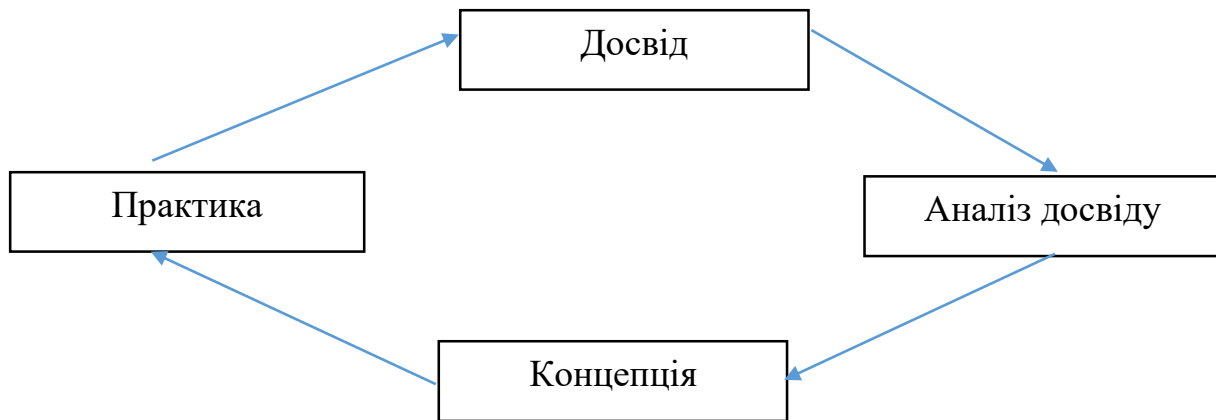 Досвід
Практика
Аналіз досвіду
Концепція